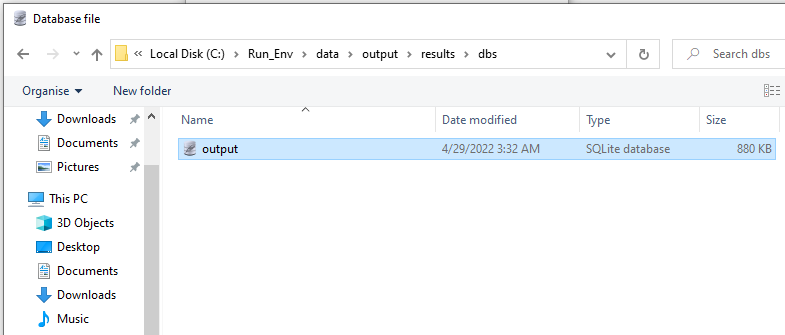 Database file
« Local Disk (C:) > Run_Env > data > output > results > dbs
Search dbs
Organise New folder
Name Date modified Type Size
output 4/29/2022 3:32 AM SQLite database 880 KB
Downloads
Documents
Pictures
This PC
3D Objects
Desktop
Documents
Downloads
Music